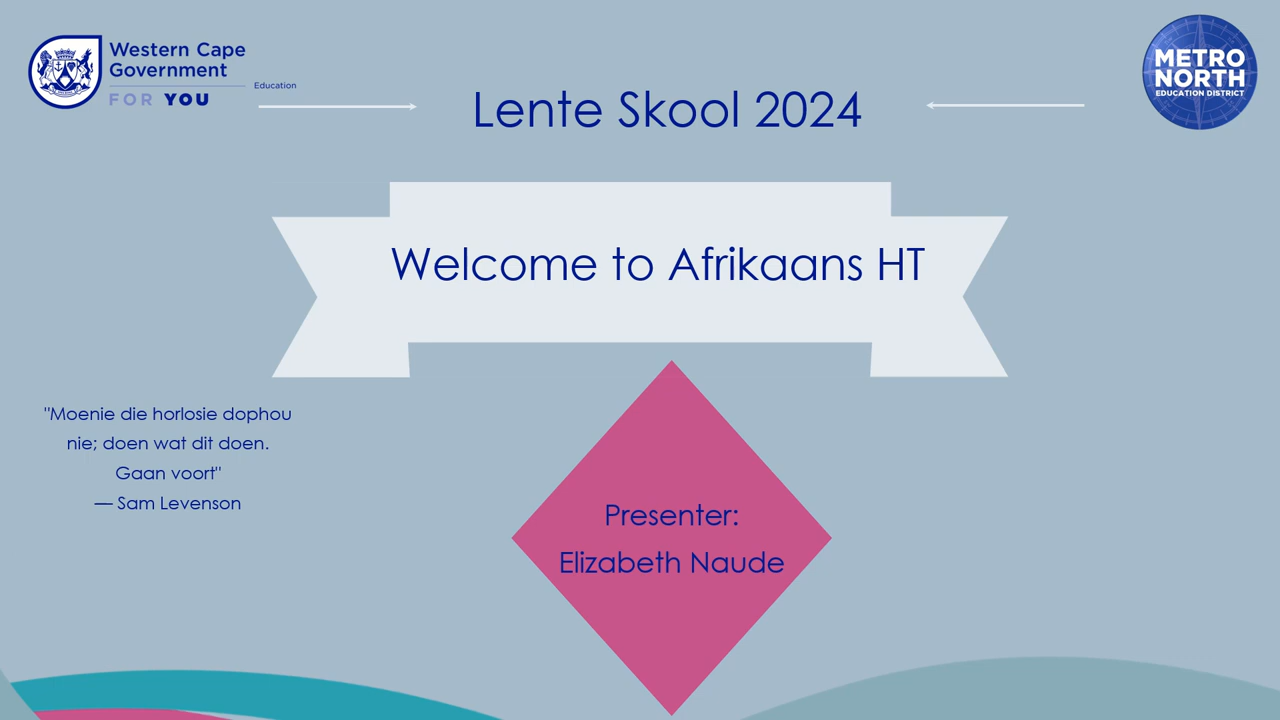 Western Cape
Government
Education
FOR YOU
METRO
NORTH
EDUCATION DISTRICT
Lente Skool 2024
Welcome to Afrikaans HT
"Moenie die horlosie dophou
nie; doen wat dit doen.
Gaan voort"
— Sam Levenson
Presenter:
Elizabeth Naude